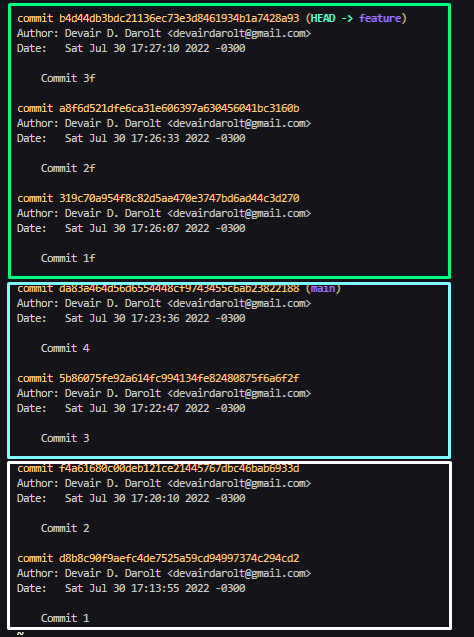 commit b4d44db3bdc21136ec73e3d8461934b1a7428a93 (HEAD -> feature)
Author: Devair D. Darolt <devairdarolt@gmail.com>
Date:   Sat Jul 30 17:27:10 2022 -0300
Commit 3f
commit a8f6d521dfe6ca31e606397a630456041bc3160b
Author: Devair D. Darolt <devairdarolt@gmail.com>
Date:   Sat Jul 30 17:26:33 2022 -0300
Commit 2f
commit 319c70a954f8c82d5aa470e3747bd6ad44c3d270
Author: Devair D. Darolt <devairdarolt@gmail.com>
Date:   Sat Jul 30 17:26:07 2022 -0300
Commit 1f
commit da83a464d56d6554448cf9743455c6ab23822188 (main)
Author: Devair D. Darolt <devairdarolt@gmail.com>
Date:   Sat Jul 30 17:23:36 2022 -0300
Commit 4
commit 5b86075fe92a614fc994134fe82480875f6a6f2f
Author: Devair D. Darolt <devairdarolt@gmail.com>
Date:   Sat Jul 30 17:22:47 2022 -0300
Commit 3
commit f4a61680c00deb121ce21445767dbc46bab6933d
Author: Devair D. Darolt <devairdarolt@gmail.com>
Date:   Sat Jul 30 17:20:10 2022 -0300
Commit 2
commit d8b8c90f9aefc4de7525a59cd94997374c294cd2
Author: Devair D. Darolt <devairdarolt@gmail.com>
Date:   Sat Jul 30 17:13:55 2022 -0300
Commit 1
~